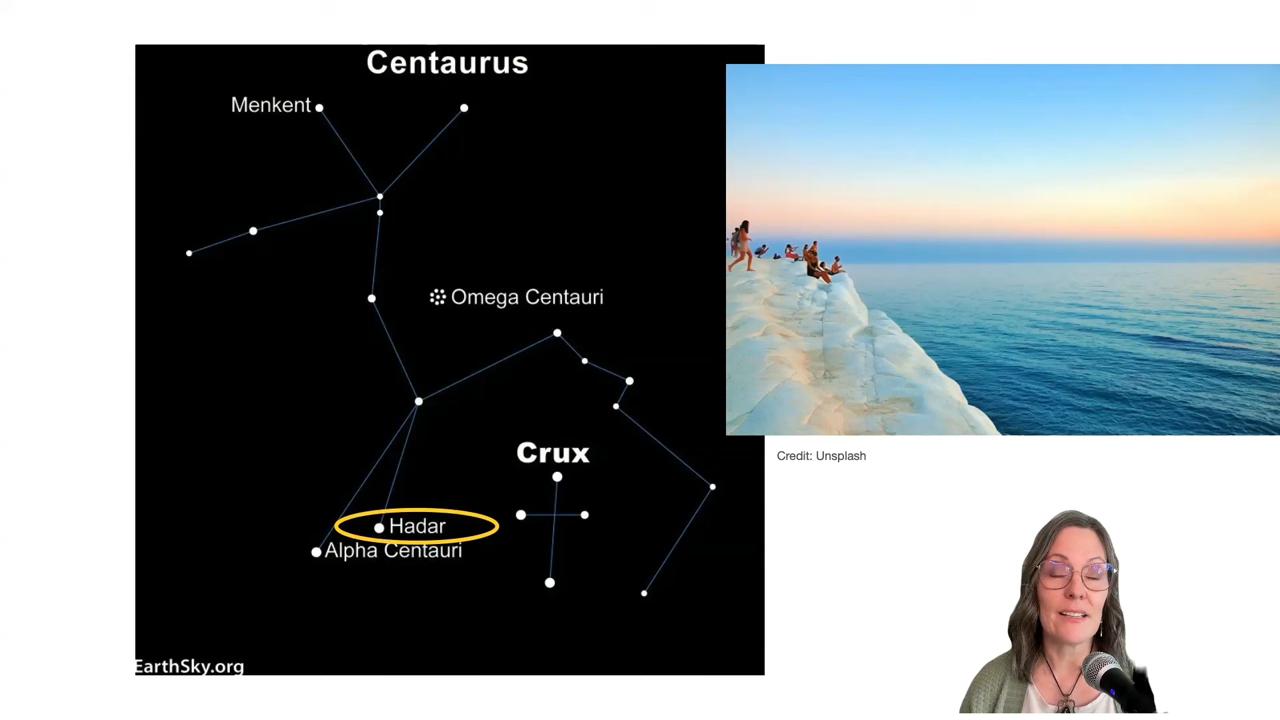 Centaurus
Menkent
Omega Centauri
Crux
Hadar
Alpha Centauri
EarthSky.org
Credit: Unsplash